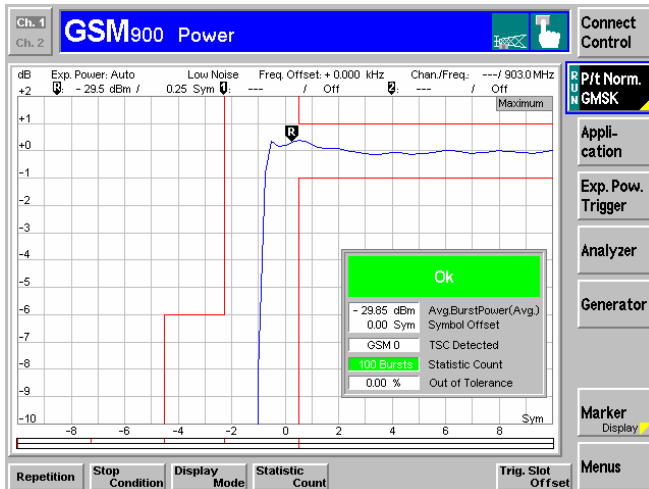 Ch. 1
Ch. 2
GSM900 Power
Connect Control
dB Exp. Power: Auto Low Noise Freq. Offset: + 0.000 kHz Chan./Freq.: ---/ 903.0 MHz
R: - 29.5 dBm / 0.25 Sym 1: --- / Off 2: --- / Off
Maximum
+2
+1
+0
-1
-2
-3
-4
-5
-6
-7
-8
-9
-10
R
Ok
- 29.85 dBm Avg.BurstPower(Avg.)
0.00 Sym Symbol Offset
GSM 0 TSC Detected
100 Bursts Statistic Count
0.00 % Out of Tolerance
Sym
-8 -6 -4 -2 0 2 4 6 8
RUN
P/t Norm. GMSK
Appli-
cation
Exp. Pow.
Trigger
Analyzer
Generator
Marker
Display
Menus
Repetition
Stop Condition
Display Mode
Statistic Count
Trig. Slot Offset